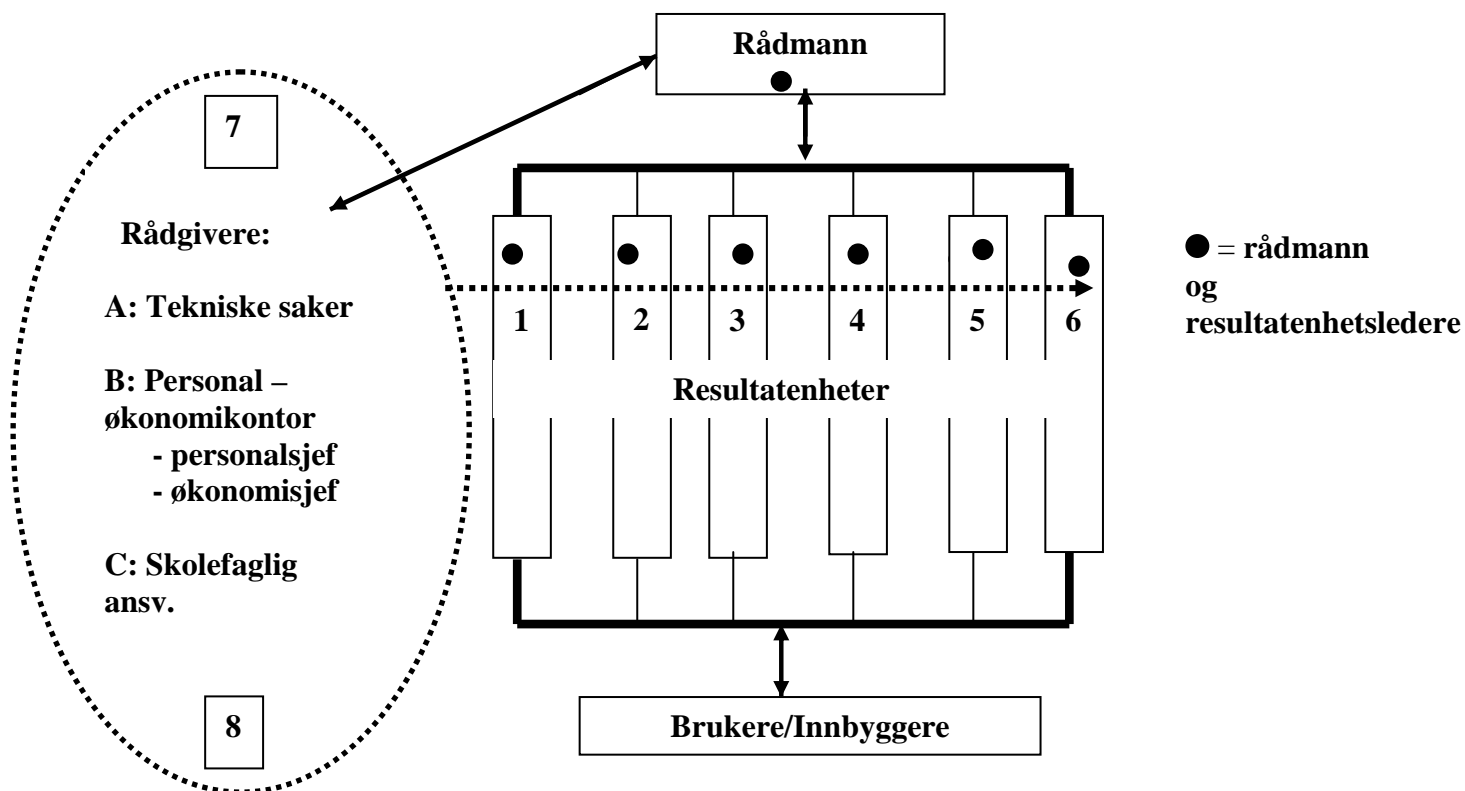 Rådmann
7
Rådgivere:
A: Tekniske saker
B: Personal –
økonomikontor
- personalsjef
- økonomisjef
C: Skolefaglig
ansv.
8
1 2 3 4 5 6
Resultatenheter
Brukere/Innbyggere
● = rådmann
og
resultatenhetsledere